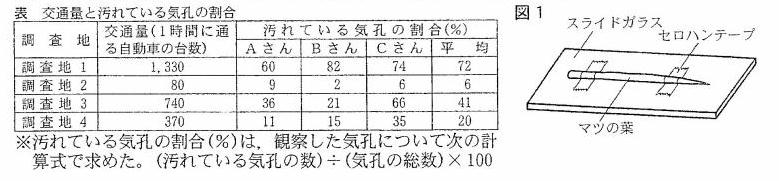 表　交通量と汚れている気孔の割合
調査地 交通量(1時間に通る自動車の台数) 汚れている気孔の割合(%)
Aさん Bさん Cさん 平均
調査地1 1,330 60 82 74 72
調査地2 80 9 2 6 6
調査地3 740 36 21 66 41
調査地4 370 11 15 35 20
※汚れている気孔の割合(%)は，観察した気孔について次の計
算式で求めた。(汚れている気孔の数)÷(気孔の総数)×100
図1
スライドガラス
セロハンテープ
マツの葉